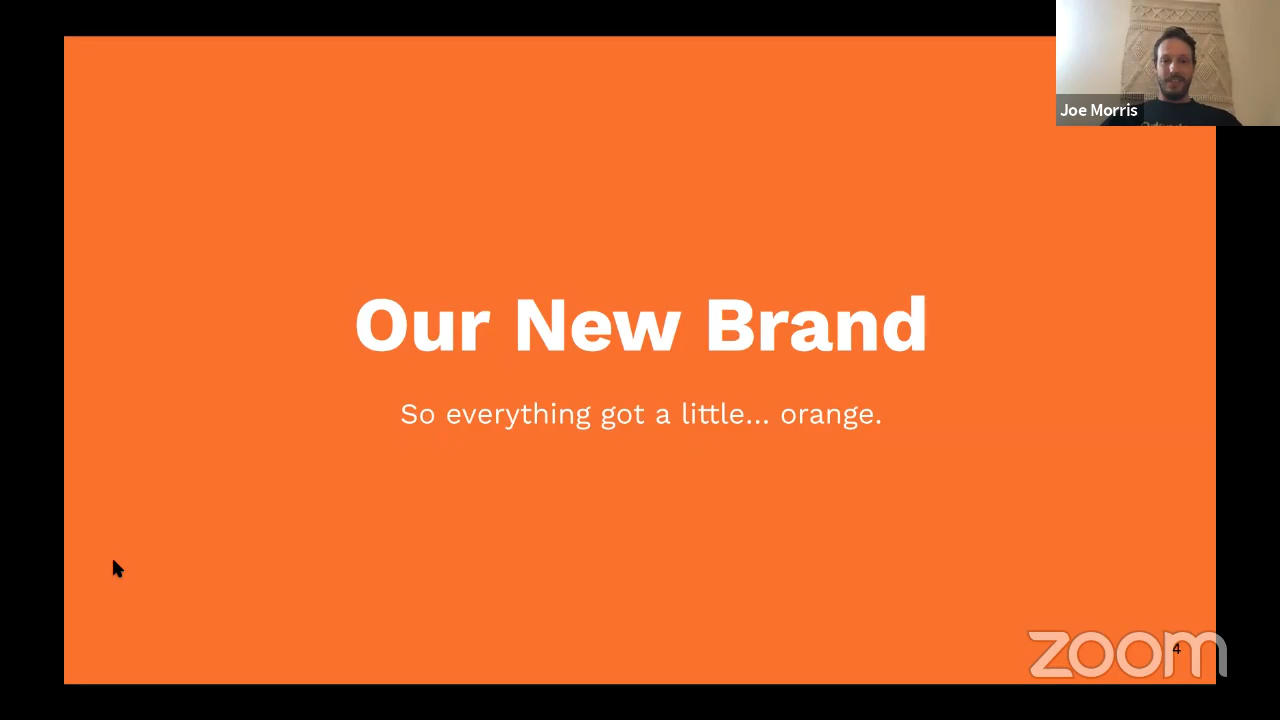 Joe Morris
Our New Brand
So everything got a little... orange.
zoom
4